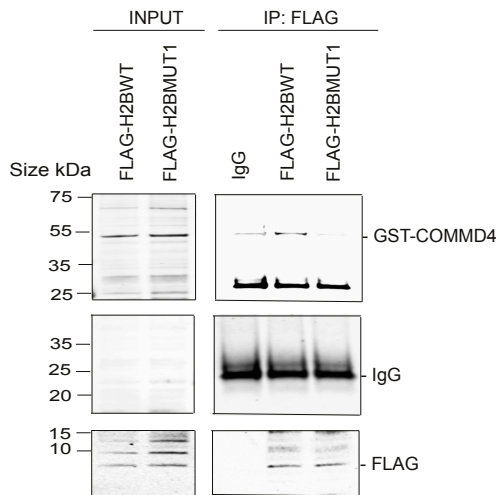 INPUT
IP: FLAG
FLAG-H2BWT
FLAG-H2BMUT1
IgG
FLAG-H2BWT
FLAG-H2BMUT1
Size kDa
75
55
35
25
GST-COMMD4
35
25
20
IgG
15
10
FLAG